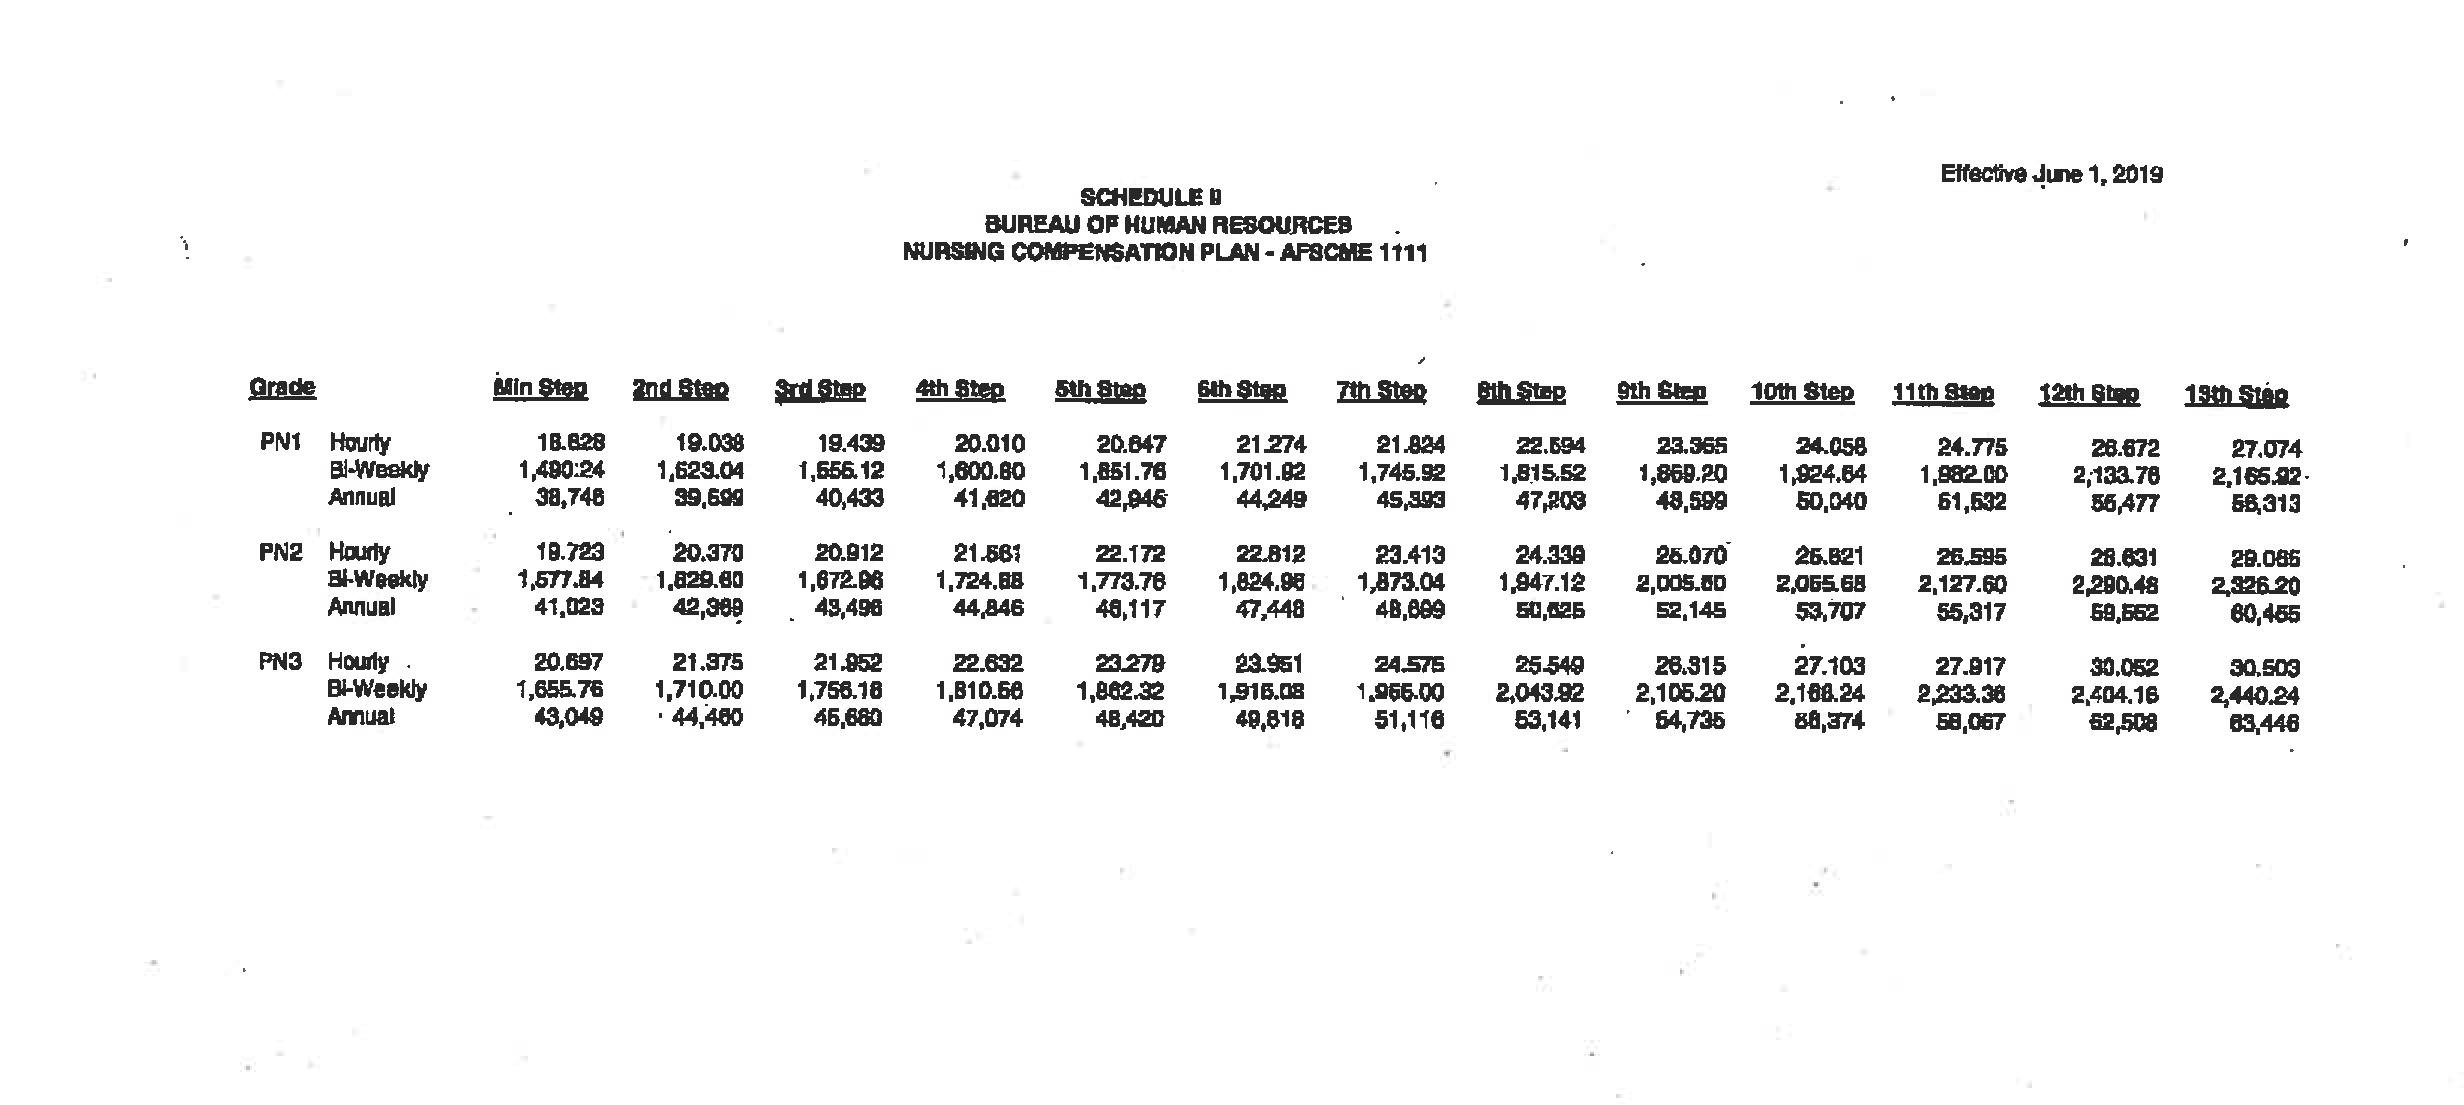 Effective June 1, 2019
SCHEDULE II
BUREAU OF HUMAN RESOURCES
NURSING COMPENSATION PLAN - AFSCME 1111
Grade Min Step 2nd Step 3rd Step 4th Step 5th Step 6th Step 7th Step 8th Step 9th Step 10th Step 11th Step 12th Step 13th Step
PN1 Hourly 18.628 19.038 19.439 20.010 20.647 21.274 21.824 22.694 23.365 24.058 24.775 26.672 27.074
Bi-Weekly 1,490.24 1,523.04 1,555.12 1,600.80 1,651.76 1,701.92 1,745.92 1,815.52 1,869.20 1,924.64 1,982.00 2,133.76 2,165.92
Annual 38,746 39,599 40,433 41,620 42,945 44,249 45,393 47,203 48,599 50,040 51,532 55,477 56,313
PN2 Hourly 19.723 20.370 20.912 21.561 22.172 22.812 23.413 24.339 25.070 25.821 26.595 28.631 29.065
Bi-Weekly 1,577.84 1,629.60 1,672.96 1,724.88 1,773.76 1,824.96 1,873.04 1,947.12 2,005.60 2,065.68 2,127.60 2,290.48 2,325.20
Annual 41,023 42,369 43,496 44,846 46,117 47,448 48,699 50,625 52,145 53,707 55,317 59,552 60,455
PN3 Hourly 20.697 21.375 21.952 22.632 23.279 23.951 24.575 25.549 26.315 27.103 27.917 30.052 30.503
Bi-Weekly 1,655.76 1,710.00 1,756.16 1,810.56 1,862.32 1,916.08 1,966.00 2,043.92 2,105.20 2,168.24 2,233.36 2,404.16 2,440.24
Annual 43,049 44,460 45,660 47,074 48,420 49,818 51,116 53,141 54,735 56,374 58,067 62,508 63,446